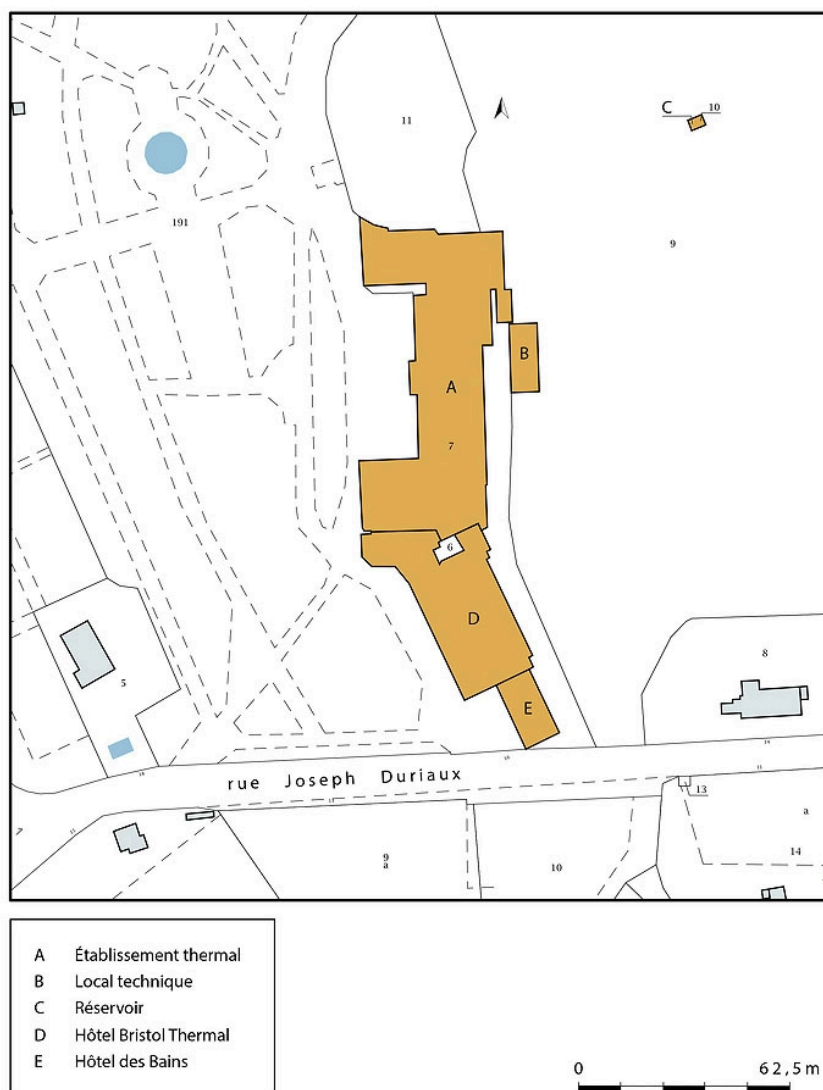 C 10
11
191
9
B
A
7
6
D
8
5
E
rue Joseph Duriaux
13
a
9
a
10
14
A Établissement thermal
B Local technique
C Réservoir
D Hôtel Bristol Thermal
E Hôtel des Bains
0 62,5m